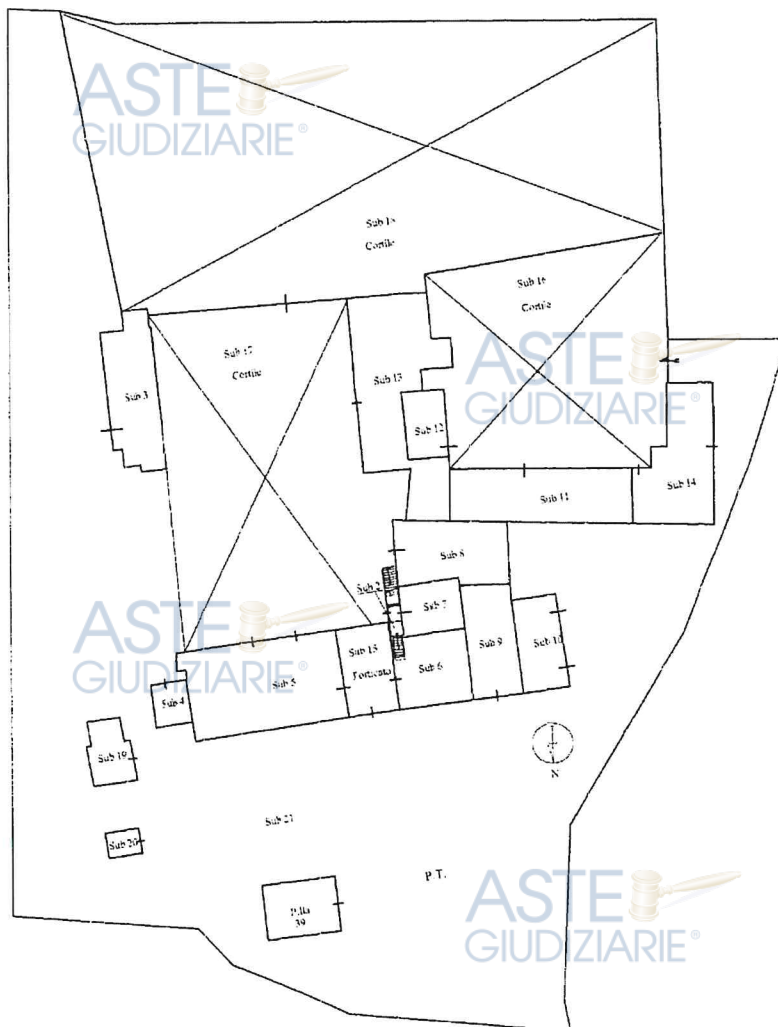 ASTE
GIUDIZIARIE®
Sub 18
Cortile
Sub 16
Cortile
Sub 17
Cortile
ASTE
GIUDIZIARIE®
Sub 3
Sub 13
Sub 12
Sub 14
Sub 11
Sub 8
Sub 2
ASTE
GIUDIZIARIE®
Sub 7
Sub 15
Porticato
Sub 9
Sub 10
Sub 5
Sub 6
Sub 4
N
Sub 19
Sub 21
Sub 20
P.T.
ASTE
GIUDIZIARIE®
P.lla
39